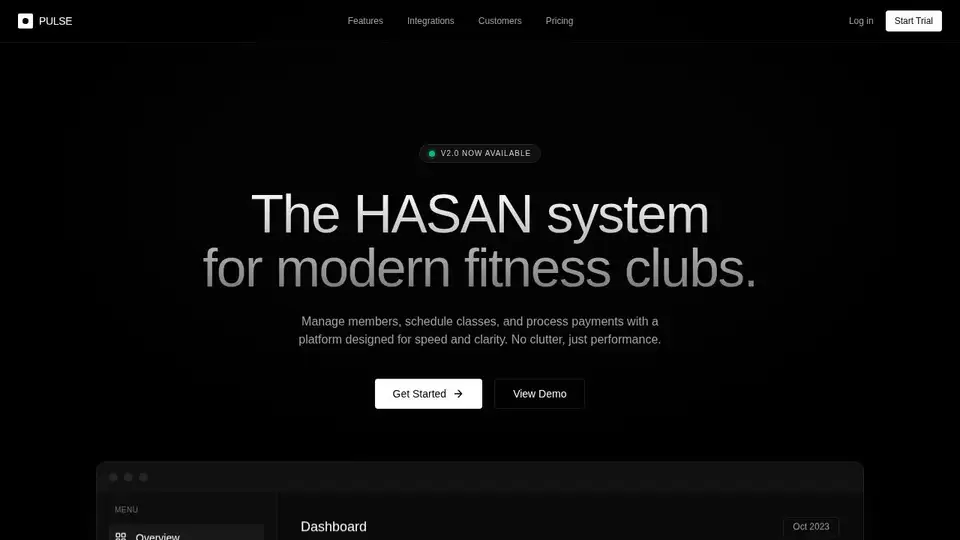 PULSE
Features
Integrations
Customers
Pricing
Log in
Start Trial
V2.0 NOW AVAILABLE
The HASAN system
for modern fitness clubs.
Manage members, schedule classes, and process payments with a
platform designed for speed and clarity. No clutter, just performance.
Get Started
View Demo
MENU
Dashboard
Oct 2023
Overview